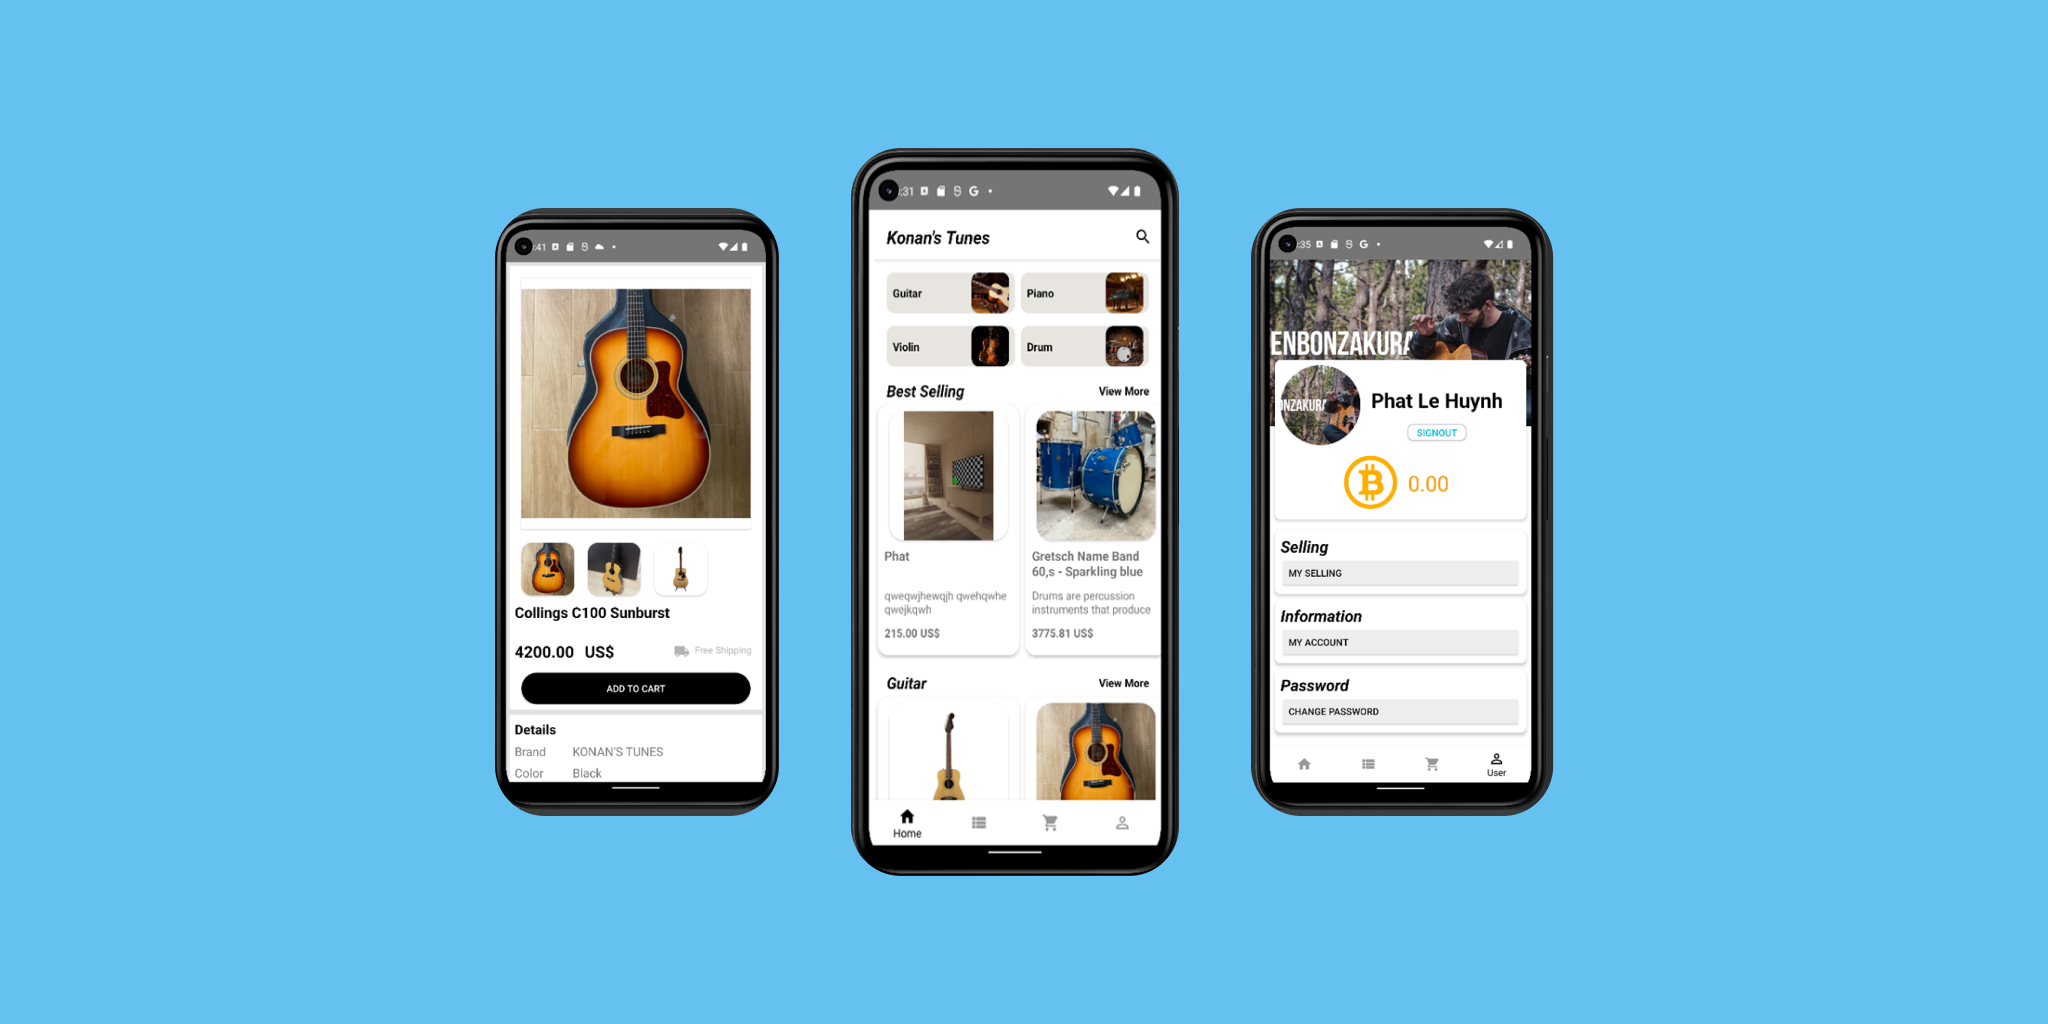 :41
Collings C100 Sunburst
4200.00 US$
Free Shipping
ADD TO CART
Details
Brand KONAN'S TUNES
Color Black
:31
Konan's Tunes
Guitar
Piano
Violin
Drum
Best Selling
View More
Phat
qweqwjhewqjh qwehqwhe
qwejkqwh
215.00 US$
Gretsch Name Band
60,s - Sparkling blue
Drums are percussion
instruments that produce
3775.81 US$
Guitar
View More
Home
:35
ENBONZAKURA
ONZAKURA
Phat Le Huynh
SIGNOUT
0.00
Selling
MY SELLING
Information
MY ACCOUNT
Password
CHANGE PASSWORD
User